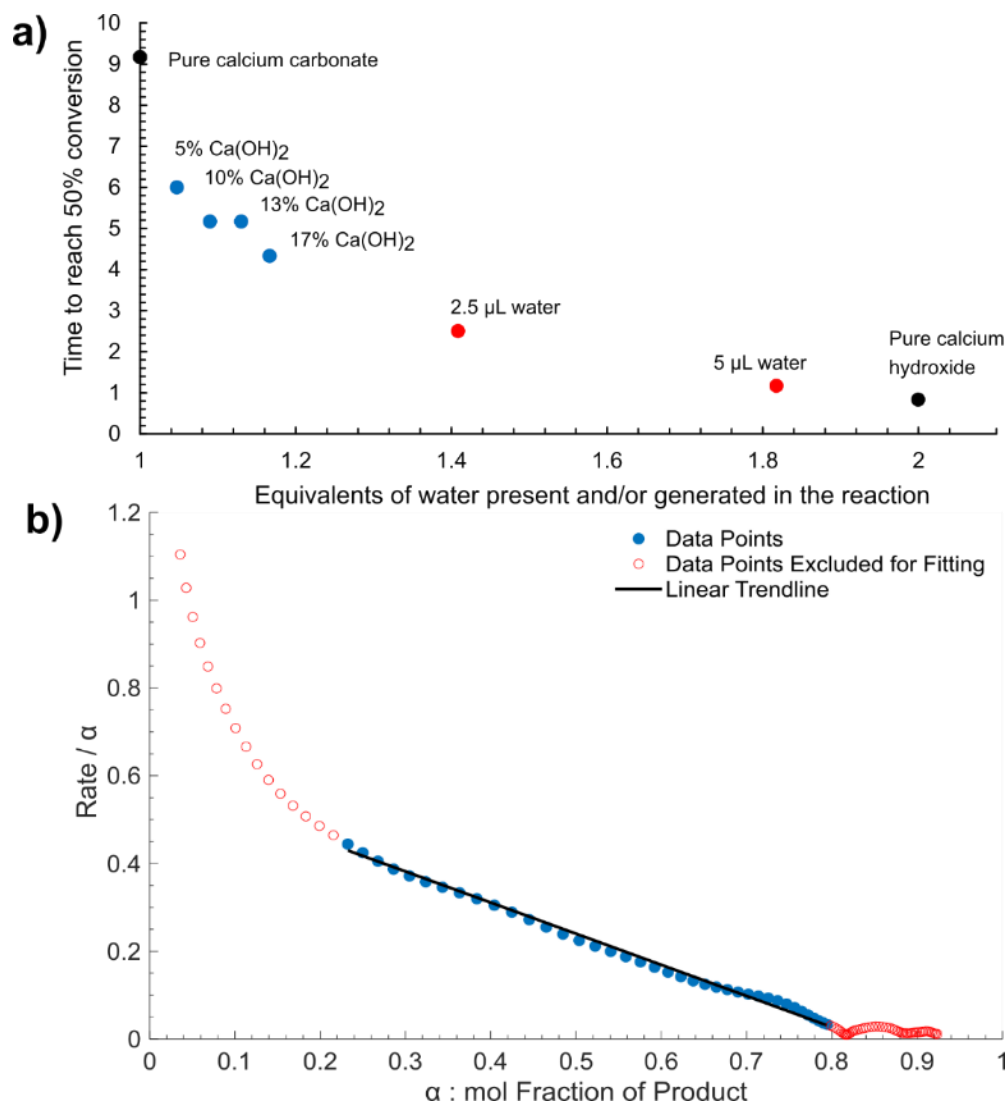 a)
Time to reach 50% conversion
10
9
8
7
6
5
4
3
2
1
0
Pure calcium carbonate
5% Ca(OH)2
10% Ca(OH)2
13% Ca(OH)2
17% Ca(OH)2
2.5 µL water
5 µL water
Pure calcium
hydroxide
1
1.2
1.4
1.6
1.8
2
Equivalents of water present and/or generated in the reaction
b)
Rate / α
1.2
1
0.8
0.6
0.4
0.2
0
Data Points
Data Points Excluded for Fitting
Linear Trendline
0
0.1
0.2
0.3
0.4
0.5
0.6
0.7
0.8
0.9
1
α : mol Fraction of Product